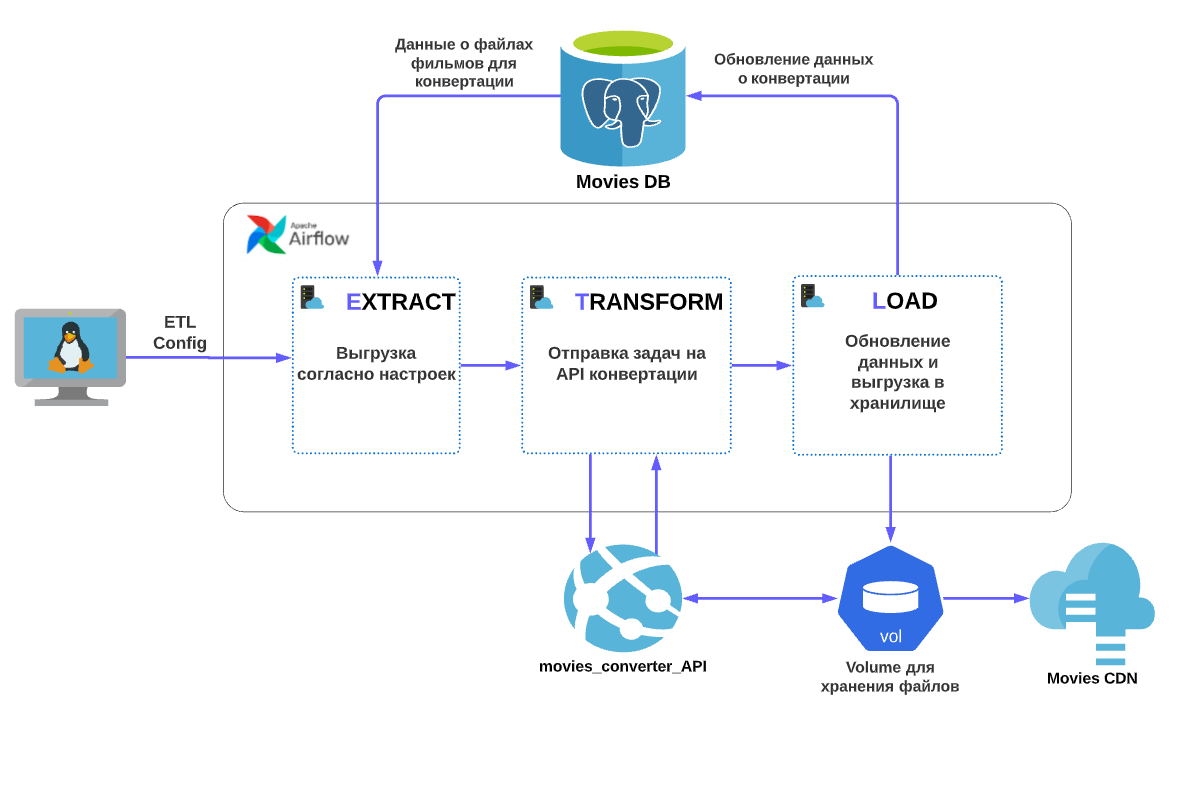 Данные о файлах
фильмов для
конвертации
Обновление данных
о конвертации
Movies DB
Apache
Airflow
ETL
Config
EXTRACT
Выгрузка
согласно настроек
TRANSFORM
Отправка задач на
API конвертации
LOAD
Обновление
данных и
выгрузка в
хранилище
movies_converter_API
vol
Volume для
хранения файлов
Movies CDN